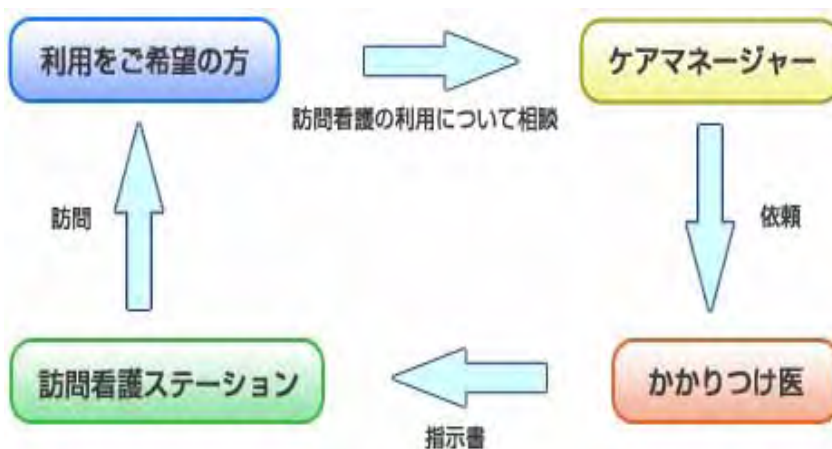 利用をご希望の方
ケアマネージャー
訪問看護の利用について相談
訪問
依頼
訪問看護ステーション
かかりつけ医
指示書